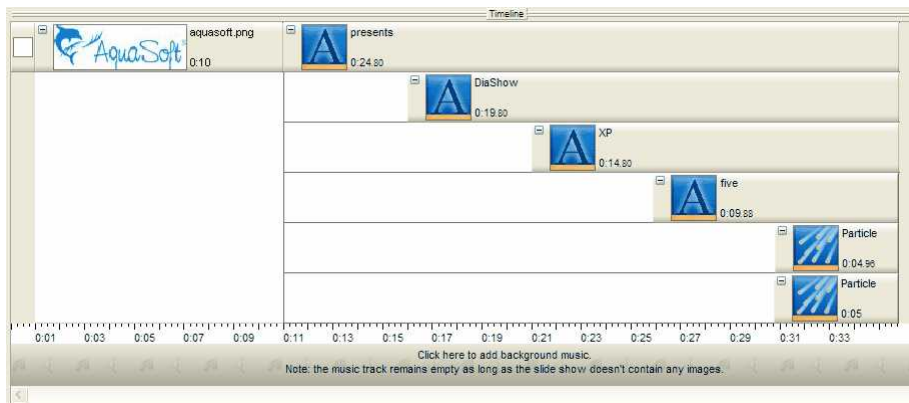 Timeline
aquasoft.png
AquaSoft
0:10
presents
0:24.80
DiaShow
0:19.80
XP
0:14.80
five
0:09.88
Particle
0:04.96
Particle
0:05
0:01 0:03 0:05 0:07 0:09 0:11 0:13 0:15 0:17 0:19 0:21 0:23 0:25 0:27 0:29 0:31 0:33
Click here to add background music.
Note: the music track remains empty as long as the slide show doesn't contain any images.